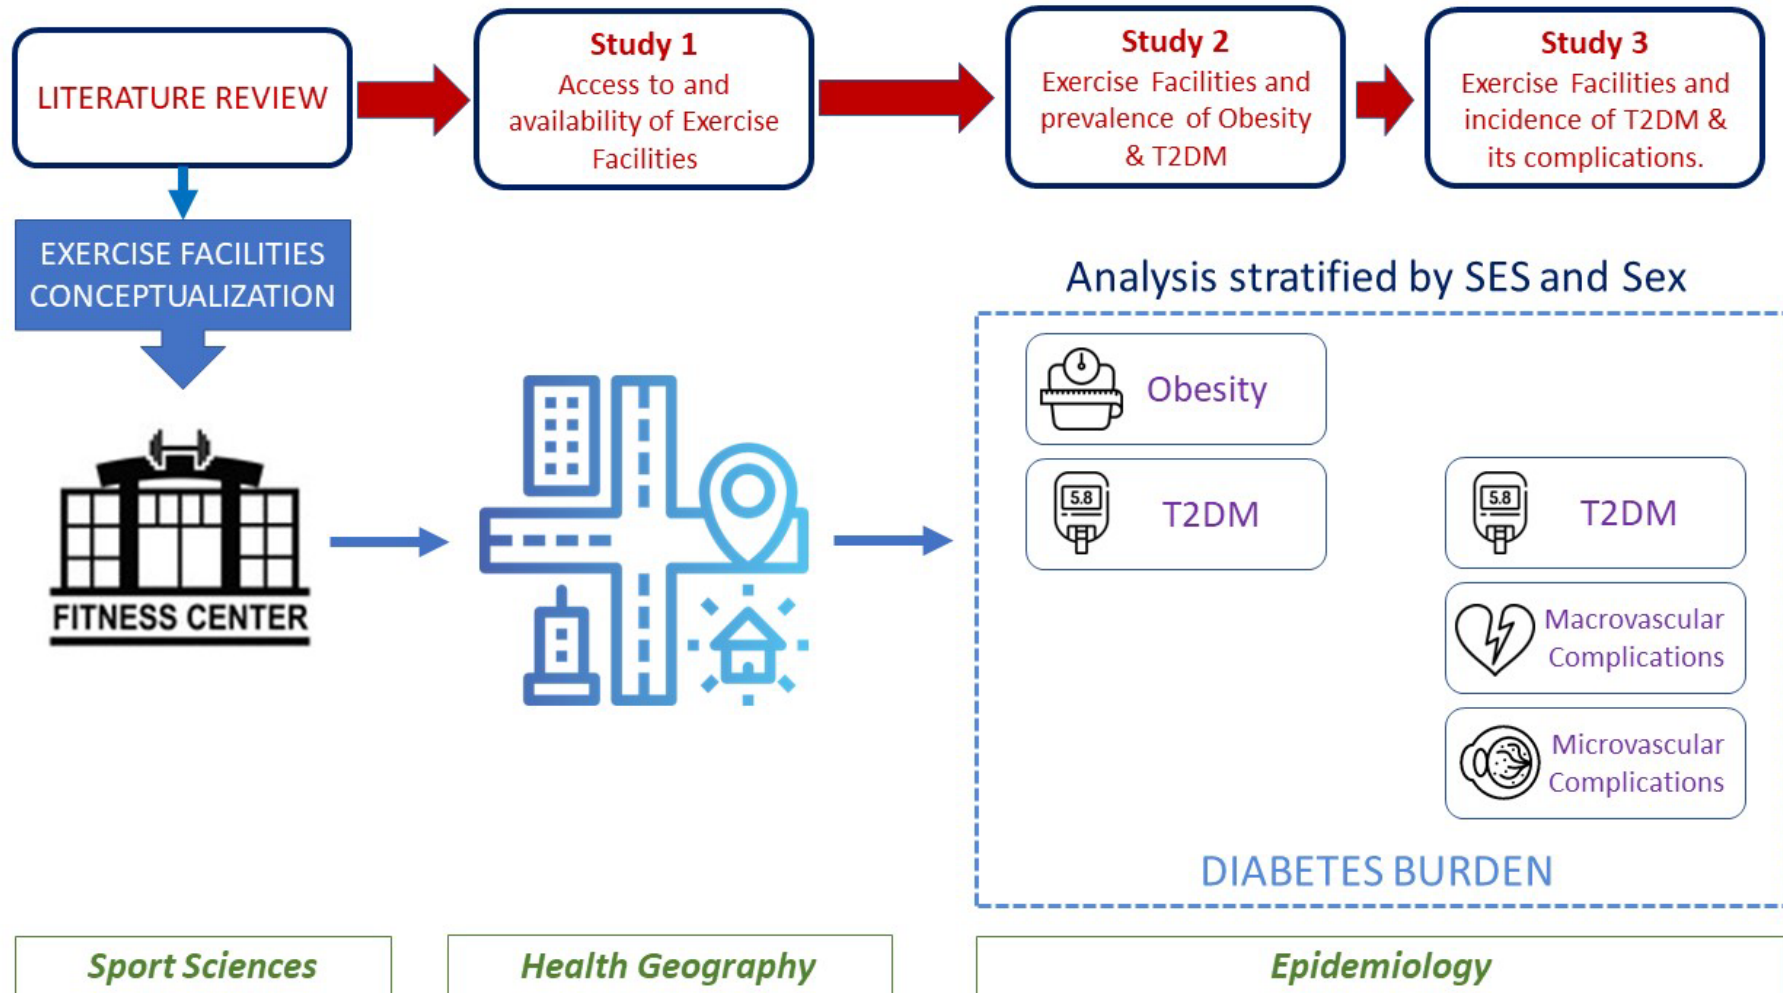 LITERATURE REVIEW
Study 1
Access to and
availability of Exercise
Facilities
Study 2
Exercise Facilities and
prevalence of Obesity
& T2DM
Study 3
Exercise Facilities and
incidence of T2DM &
its complications.
EXERCISE FACILITIES
CONCEPTUALIZATION
FITNESS CENTER
Analysis stratified by SES and Sex
Obesity
5.8
T2DM
5.8
T2DM
Macrovascular
Complications
Microvascular
Complications
DIABETES BURDEN
Sport Sciences
Health Geography
Epidemiology